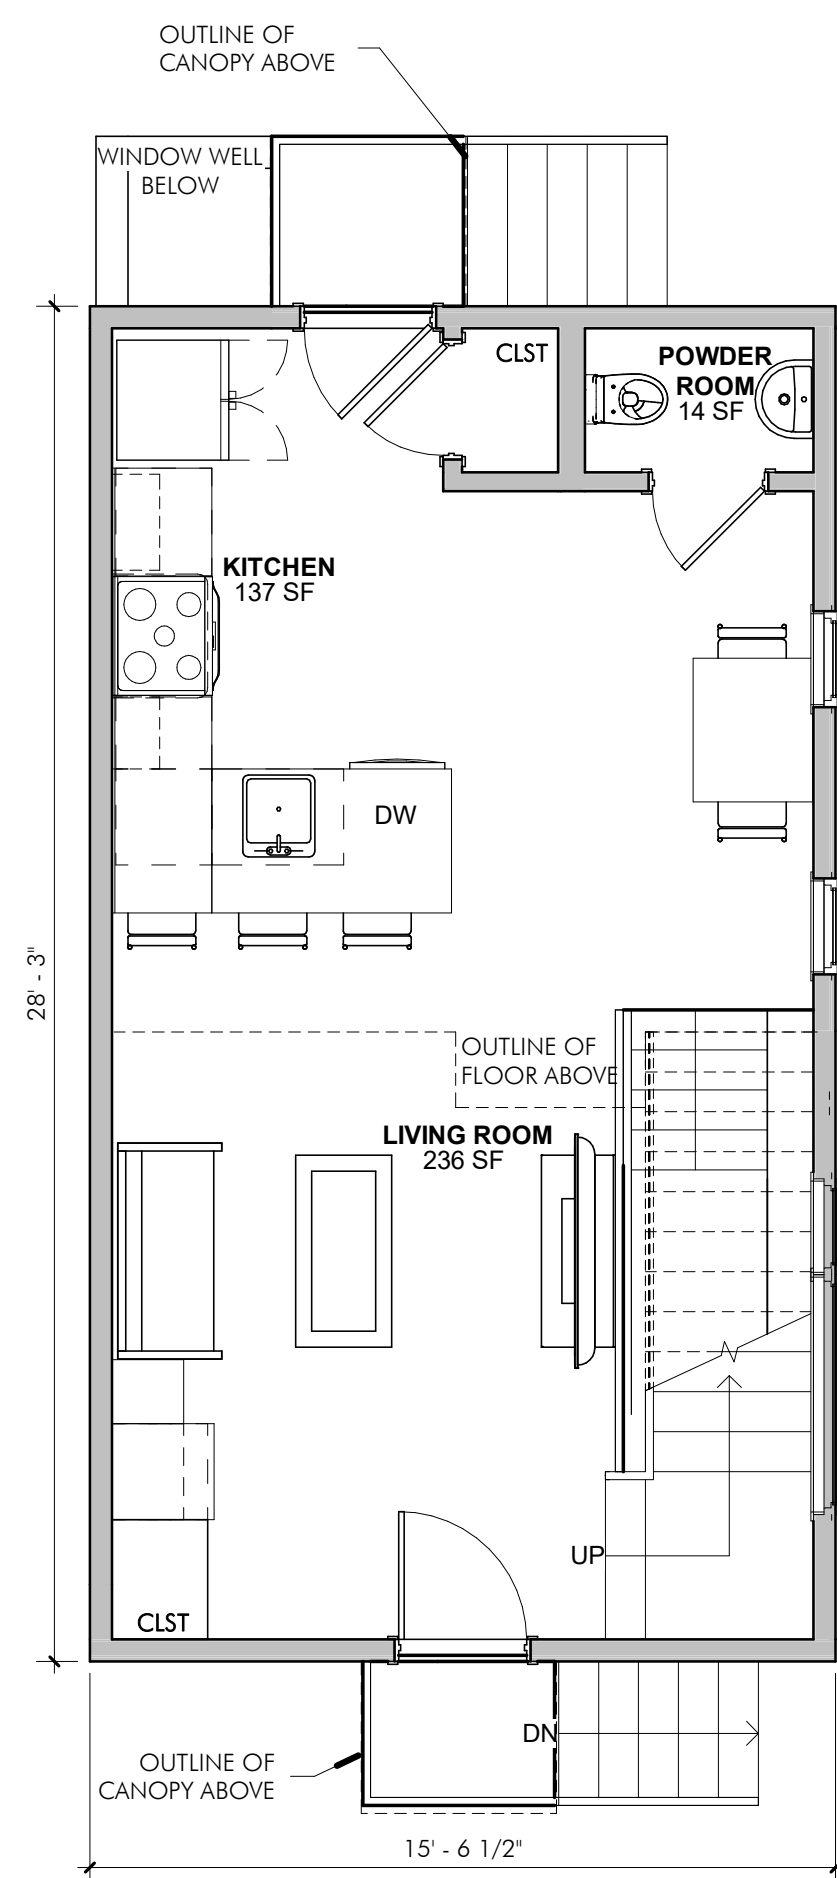 OUTLINE OF
CANOPY ABOVE
WINDOW WELL
BELOW
CLST
POWDER
ROOM
14 SF
KITCHEN
137 SF
DW
28' - 3"
OUTLINE OF
FLOOR ABOVE
LIVING ROOM
236 SF
UP
CLST
DN
OUTLINE OF
CANOPY ABOVE
15' - 6 1/2"